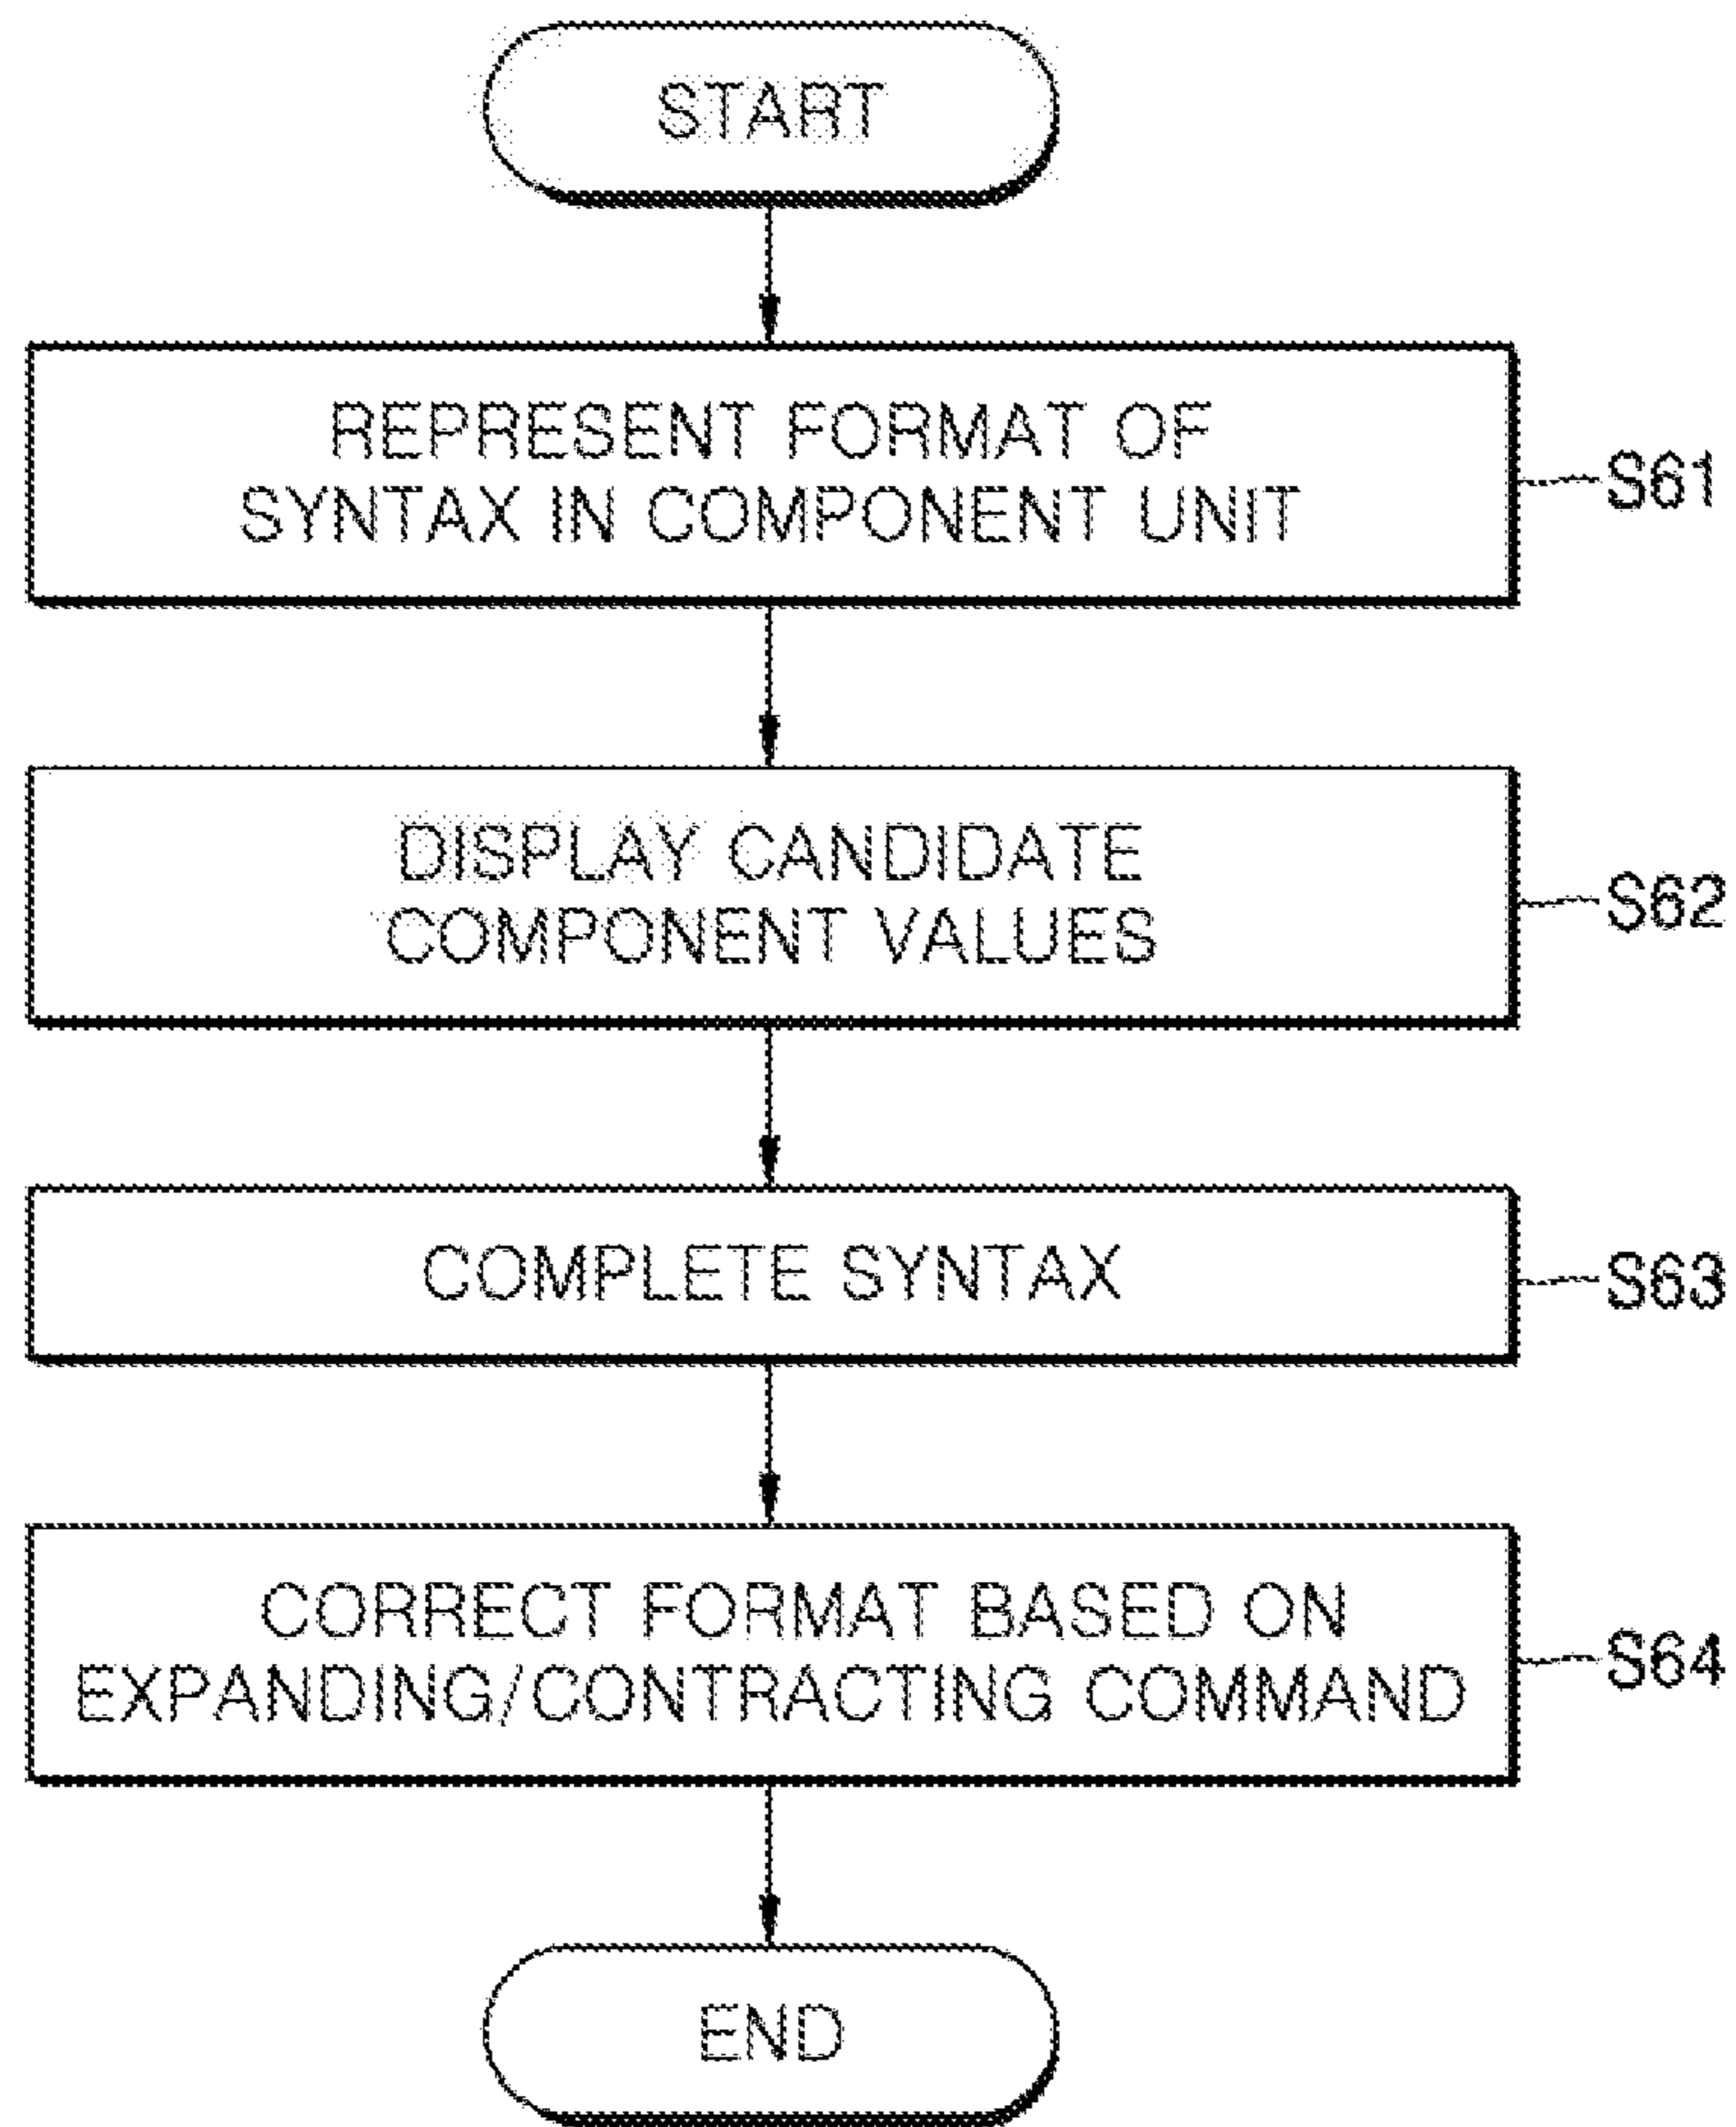 START
REPRESENT FORMAT OF
SYNTAX IN COMPONENT UNIT
S61
DISPLAY CANDIDATE
COMPONENT VALUES
S62
COMPLETE SYNTAX
S63
CORRECT FORMAT BASED ON
EXPANDING/CONTRACTING COMMAND
S64
END